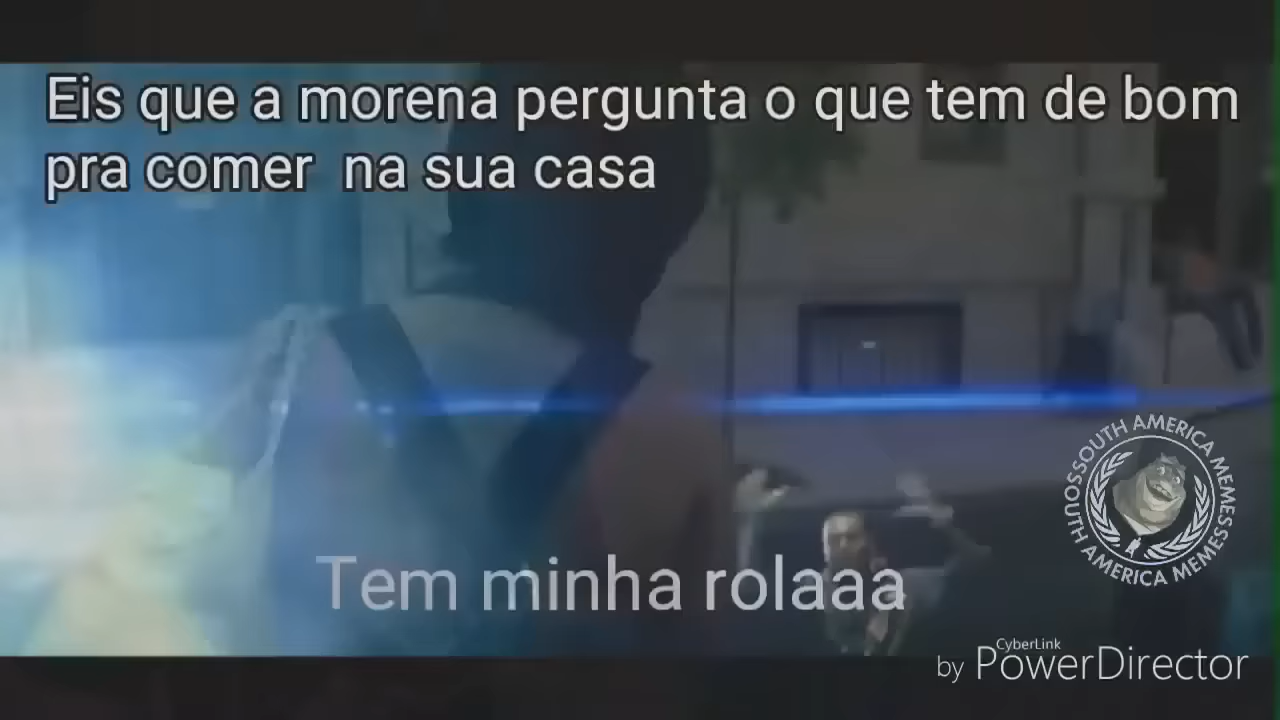 Eis que a morena pergunta o que tem de bom
pra comer na sua casa
SOUTH AMERICA MEMES
SOUTH AMERICA MEMES
Tem minha rolaaa
CyberLink
by PowerDirector